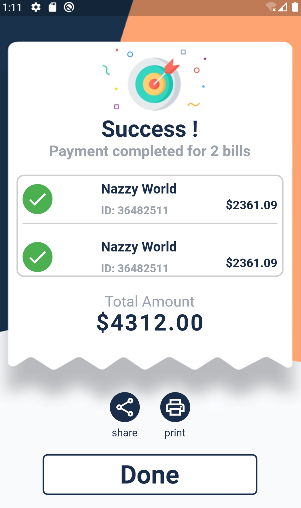 1:11
Success !
Payment completed for 2 bills
Nazzy World
ID: 36482511
$2361.09
Nazzy World
ID: 36482511
$2361.09
Total Amount
$4312.00
share
print
Done